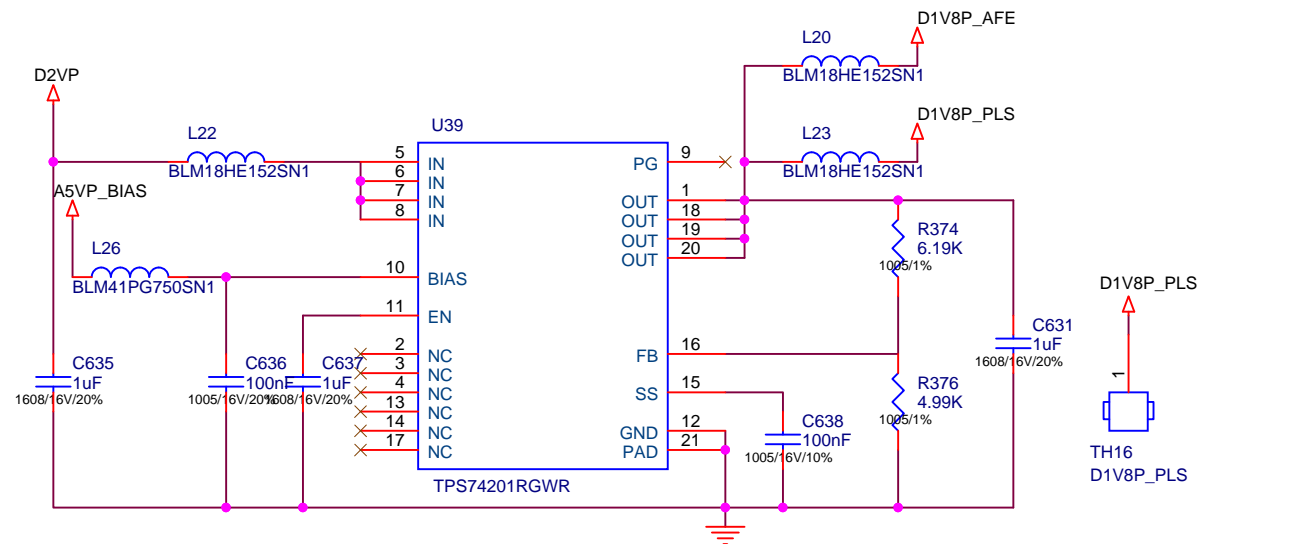 D1V8P_AFE
L20
BLM18HE152SN1
D2VP
D1V8P_PLS
L22
BLM18HE152SN1
L23
BLM18HE152SN1
U39
5 IN
6 IN
7 IN
8 IN
PG 9
OUT 1
OUT 18
OUT 19
OUT 20
A5VP_BIAS
L26
BLM41PG750SN1
10 BIAS
11 EN
2 NC
3 NC
4 NC
13 NC
14 NC
17 NC
FB 16
SS 15
GND 12
PAD 21
TPS74201RGWR
R374
6.19K
1005/1%
R376
4.99K
1005/1%
C635
1uF
1608/16V/20%
C636
100nF
1005/16V/20%
C637
1uF
1608/16V/20%
C638
100nF
1005/16V/10%
C631
1uF
1608/16V/20%
D1V8P_PLS
1
TH16
D1V8P_PLS